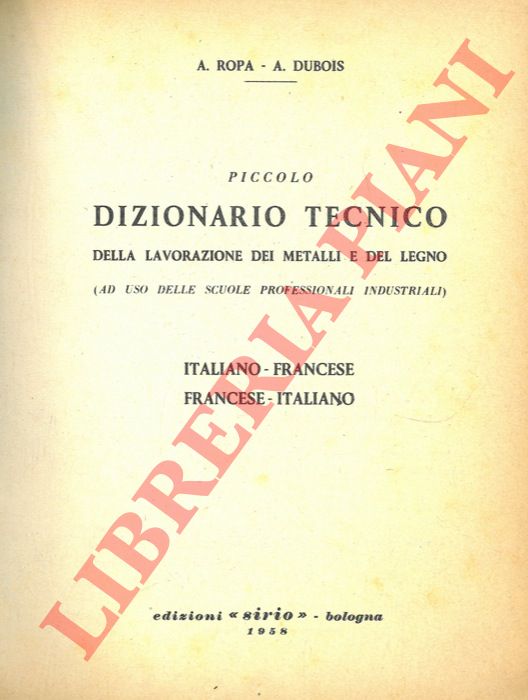 A. ROPA - A. DUBOIS
PICCOLO
DIZIONARIO TECNICO
DELLA LAVORAZIONE DEI METALLI E DEL LEGNO
(AD USO DELLE SCUOLE PROFESSIONALI INDUSTRIALI)
ITALIANO - FRANCESE
FRANCESE - ITALIANO
edizioni «sirio» - bologna
1958
LIBRERIA PIANI